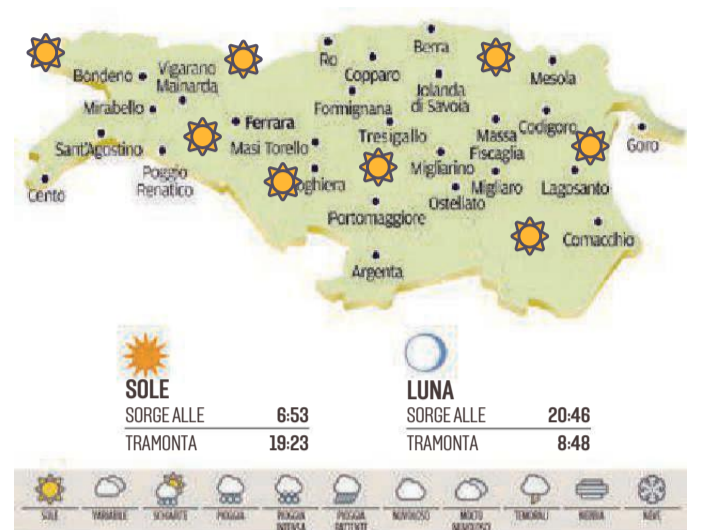 Berra
Ro
Bondeno
Vigarano
Mainarda
Copparo
Mesola
Jolanda
di Savoia
Mirabello
Formignana
Ferrara
Tresigallo
Massa
Fiscaglia
Codigoro
Goro
Sant'Agostino
Masi Torello
Poggio
Renatico
Migliarino
Cento
oghiera
Migliaro
Lagosanto
Ostellato
Portomaggiore
Comacchio
Argenta
SOLE
SORGE ALLE 6:53
TRAMONTA 19:23
LUNA
SORGE ALLE 20:46
TRAMONTA 8:48
SOLE
VARIABILE
SCHIARITE
PIOGGIA
PIOGGIA
INTENSA
PIOGGIA
BATTENTE
NUVOLOSO
MOLTO
NUVOLOSO
TEMPORALI
NEBBIA
NEVE